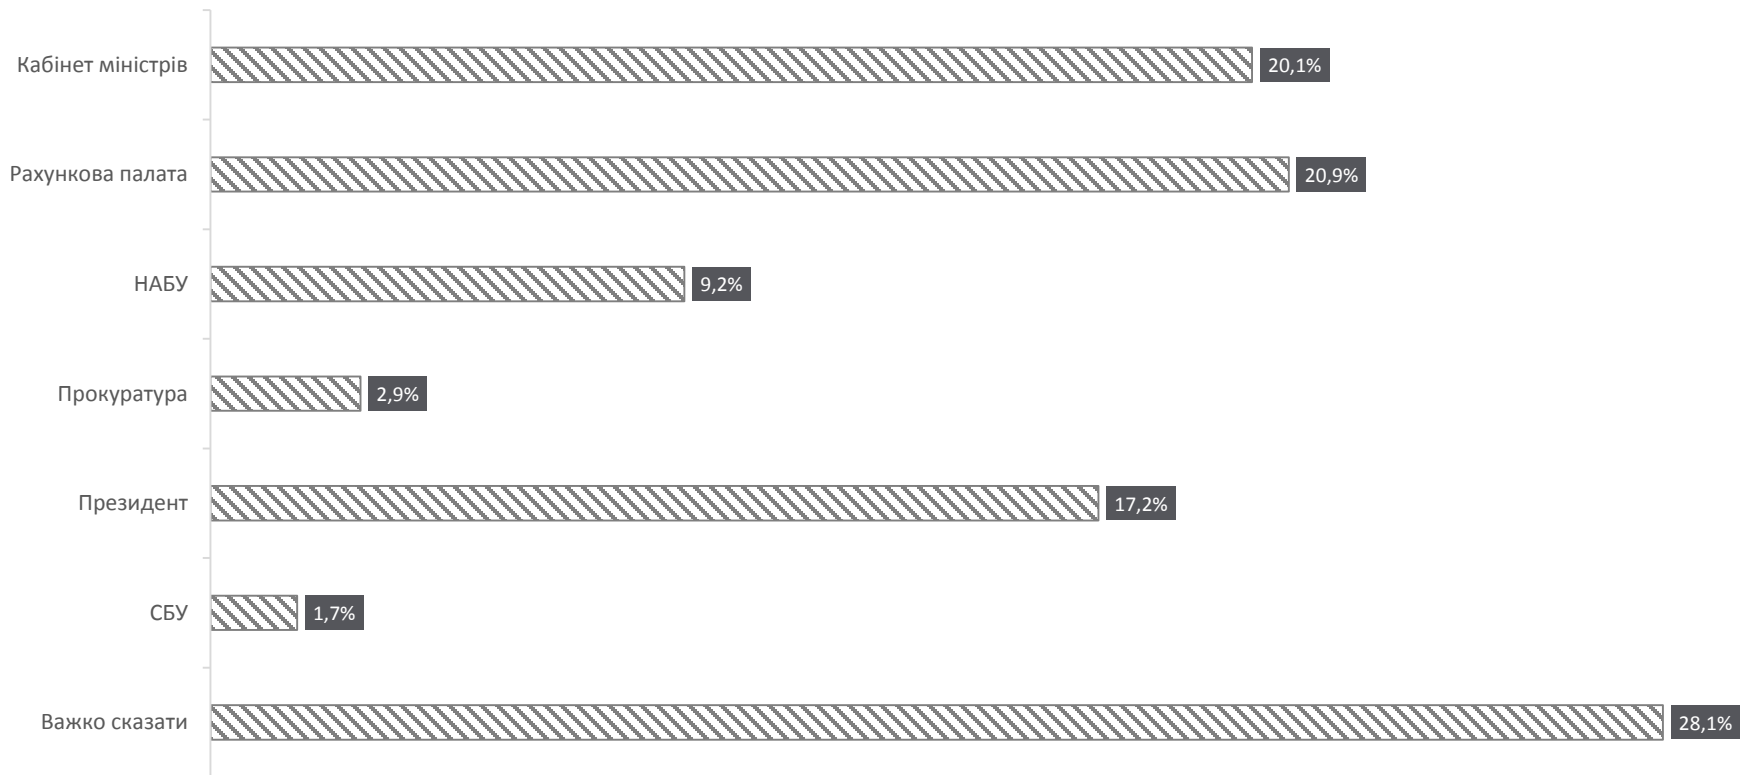 Кабінет міністрів 20,1%
Рахункова палата 20,9%
НАБУ 9,2%
Прокуратура 2,9%
Президент 17,2%
СБУ 1,7%
Важко сказати 28,1%